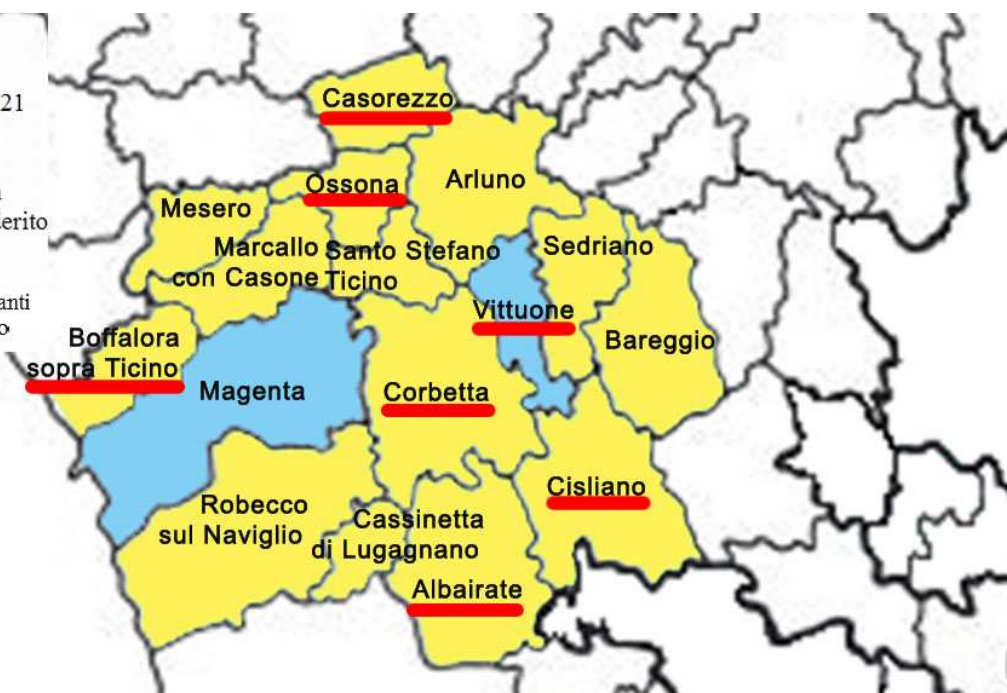 21
Casorezzo
Ossona
Arluno
Mesero
Marcallo
con Casone
Santo Stefano
Ticino
Sedriano
Vittuone
Bareggio
Boffalora
sopra Ticino
Magenta
Corbetta
Cisliano
Robecco
sul Naviglio
Cassinetta
di Lugagnano
Albairate